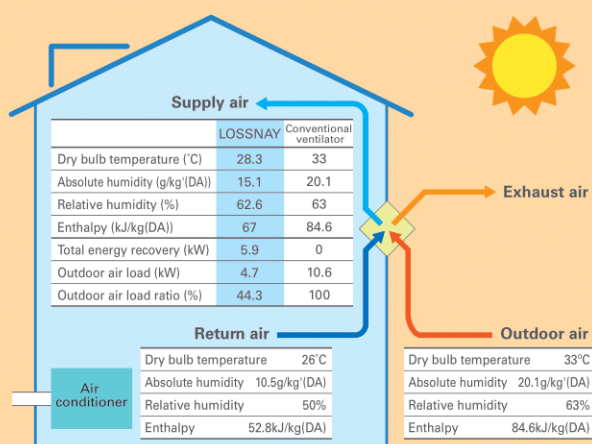 Supply air
LOSSNAY Conventional ventilator
Dry bulb temperature (˚C) 28.3 33
Absolute humidity (g/kg'(DA)) 15.1 20.1
Relative humidity (%) 62.6 63
Enthalpy (kJ/kg(DA)) 67 84.6
Total energy recovery (kW) 5.9 0
Outdoor air load (kW) 4.7 10.6
Outdoor air load ratio (%) 44.3 100
Exhaust air
Return air
Dry bulb temperature 26˚C
Absolute humidity 10.5g/kg'(DA)
Relative humidity 50%
Enthalpy 52.8kJ/kg(DA)
Outdoor air
Dry bulb temperature 33°C
Absolute humidity 20.1g/kg'(DA)
Relative humidity 63%
Enthalpy 84.6kJ/kg(DA)
Air
conditioner